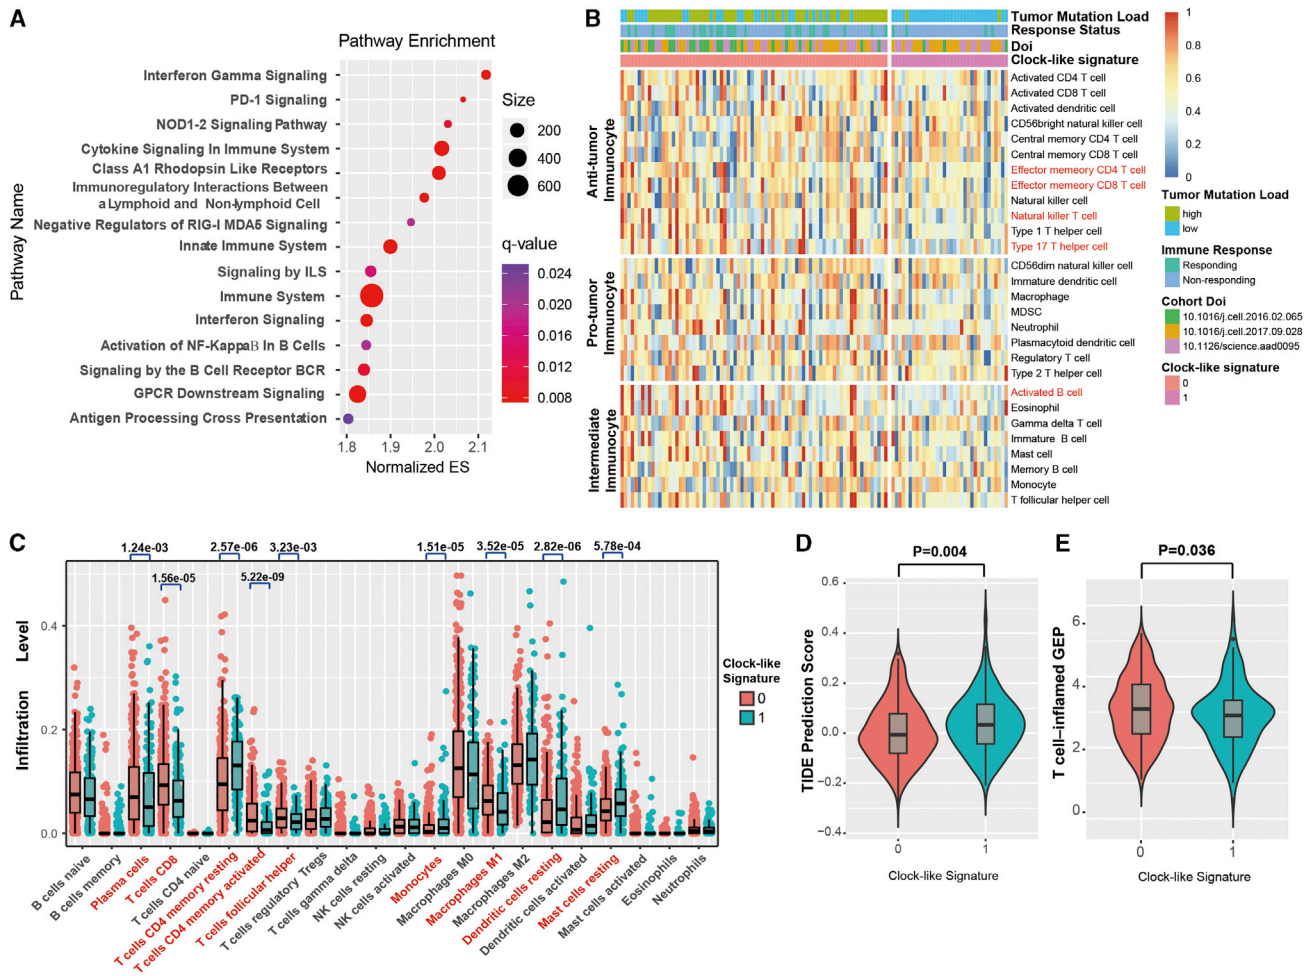 A
Pathway Enrichment
Pathway Name
Interferon Gamma Signaling
PD-1 Signaling
NOD1-2 Signaling Pathway
Cytokine Signaling In Immune System
Class A1 Rhodopsin Like Receptors
Immunoregulatory Interactions Between
a Lymphoid and Non-lymphoid Cell
Negative Regulators of RIG-I MDA5 Signaling
Innate Immune System
Signaling by ILS
Immune System
Interferon Signaling
Activation of NF-KappaB In B Cells
Signaling by the B Cell Receptor BCR
GPCR Downstream Signaling
Antigen Processing Cross Presentation
1.8 1.9 2.0 2.1
Normalized ES
Size
200
400
600
q-value
0.024
0.020
0.016
0.012
0.008
B
Tumor Mutation Load
Response Status
Doi
Clock-like signature
Anti-tumor
Immunocyte
Activated CD4 T cell
Activated CD8 T cell
Activated dendritic cell
CD56bright natural killer cell
Central memory CD4 T cell
Central memory CD8 T cell
Effector memeory CD4 T cell
Effector memeory CD8 T cell
Natural killer cell
Natural killer T cell
Type 1 T helper cell
Type 17 T helper cell
Pro-tumor
Immunocyte
CD56dim natural killer cell
Immature dendritic cell
Macrophage
MDSC
Neutrophil
Plasmacytoid dendritic cell
Regulatory T cell
Type 2 T helper cell
Intermediate
Immunocyte
Activated B cell
Eosinophil
Gamma delta T cell
Immature B cell
Mast cell
Memory B cell
Monocyte
T follicular helper cell
1
0.8
0.6
0.4
0.2
0
Tumor Mutation Load
high
low
Immune Response
Responding
Non-responding
Cohort Doi
10.1016/j.cell.2016.02.065
10.1016/j.cell.2017.09.028
10.1126/science.aad0095
Clock-like signature
0
1
C
Infiltration Level
0.4
0.2
0.0
1.24e-03
1.56e-05
2.57e-06
5.22e-09
3.23e-03
1.51e-05
3.52e-05
2.82e-06
5.78e-04
B cells naive
B cells memory
Plasma cells
T cells CD8
T cells CD4 naive
T cells CD4 memory resting
T cells CD4 memory activated
T cells follicular helper
T cells regulatory Tregs
T cells gamma delta
NK cells resting
NK cells activated
Monocytes
Macrophages M0
Macrophages M1
Macrophages M2
Dendritic cells resting
Dendritic cells activated
Mast cells resting
Mast cells activated
Eosinophils
Neutrophils
Clock-like
Signature
0
1
D
P=0.004
TIDE Prediction Score
0.6
0.4
0.2
0.0
−0.2
−0.4
0 1
Clock-like Signature
E
P=0.036
T cell−inflamed GEP
6
4
2
0
0 1
Clock-like Signature